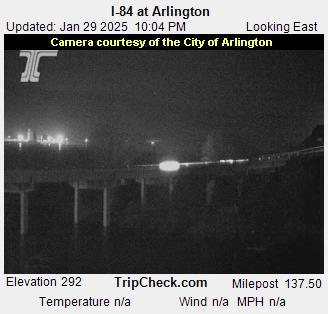 I-84 at Arlington
Updated: Jan 29 2025 10:04 PM Looking East
Camera courtesy of the City of Arlington
Elevation 292 TripCheck.com Milepost 137.50
Temperature n/a Wind n/a MPH n/a